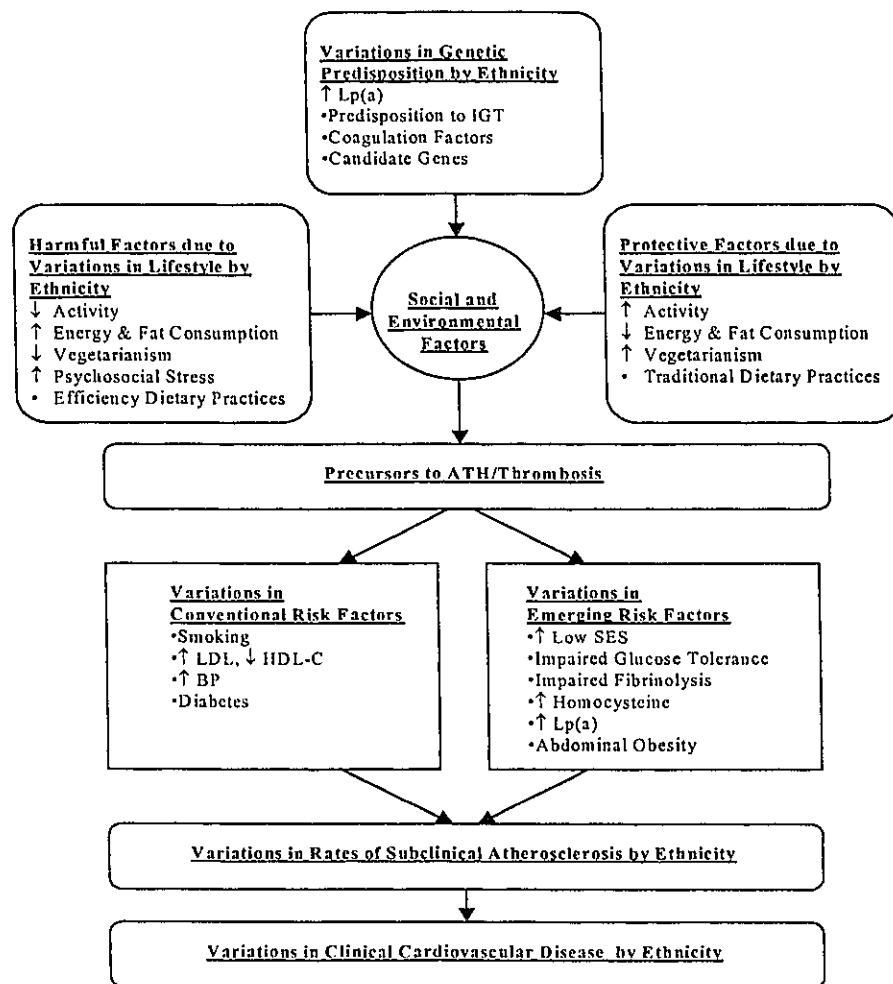 Variations in Genetic
Predisposition by Ethnicity
↑ Lp(a)
•Predisposition to IGT
•Coagulation Factors
•Candidate Genes
Harmful Factors due to
Variations in Lifestyle by
Ethnicity
↓ Activity
↑ Energy & Fat Consumption
↓ Vegetarianism
↑ Psychosocial Stress
• Efficiency Dietary Practices
Social and
Environmental
Factors
Protective Factors due to
Variations in Lifestyle by
Ethnicity
↑ Activity
↓ Energy & Fat Consumption
↑ Vegetarianism
• Traditional Dietary Practices
Precursors to ATH/Thrombosis
Variations in
Conventional Risk Factors
•Smoking
•↑ LDL, ↓ HDL-C
•↑ BP
•Diabetes
Variations in
Emerging Risk Factors
•↑ Low SES
•Impaired Glucose Tolerance
•Impaired Fibrinolysis
•↑ Homocysteine
•↑ Lp(a)
•Abdominal Obesity
Variations in Rates of Subclinical Atherosclerosis by Ethnicity
Variations in Clinical Cardiovascular Disease by Ethnicity